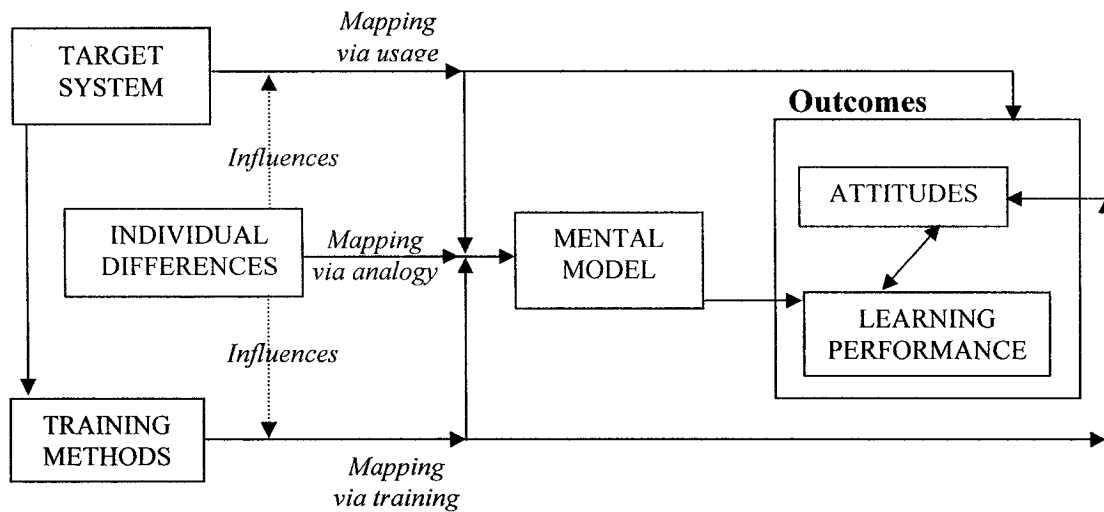 Mapping
via usage
TARGET
SYSTEM
Outcomes
Influences
ATTITUDES
INDIVIDUAL
DIFFERENCES
Mapping
via analogy
MENTAL
MODEL
LEARNING
PERFORMANCE
Influences
TRAINING
METHODS
Mapping
via training